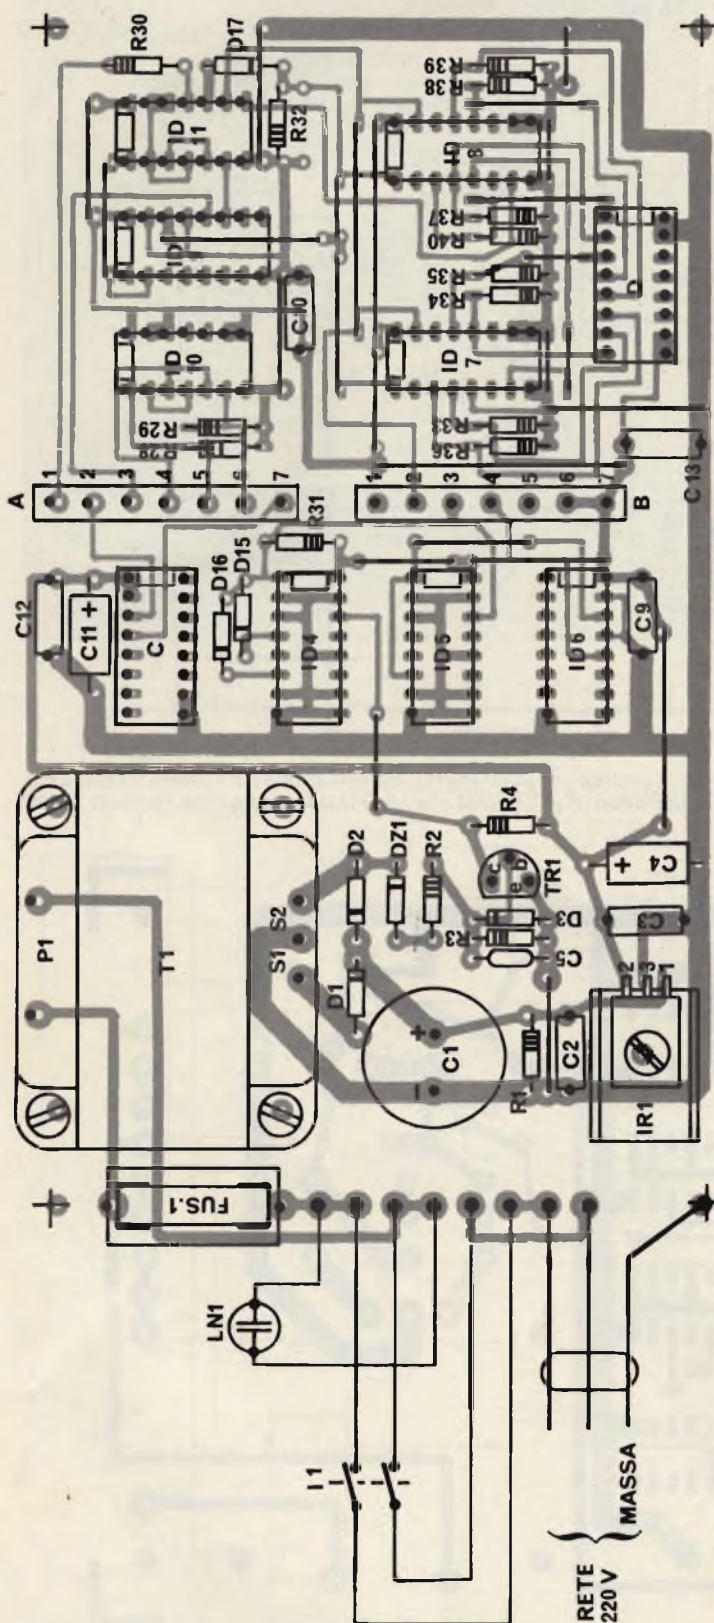 R30
D17
R32
ID
11
ID
10
C10
R29
R28
R39
R38
ID
8
R37
R40
R35
R34
ID
7
R33
R36
D
C13
A
1
2
3
4
5
6
7
1
2
3
4
5
6
7
B
R31
D16
D15
C12
C11
+
C
ID4
ID5
ID6
C9
P1
T1
S2
S1
D2
DZ1
R2
D1
R4
c
b
e
TR1
D3
R3
C5
+
C4
C3
+
C1
–
R1
C2
2
3
1
IR1
FUS.1
LN1
I1
RETE
220 V
MASSA